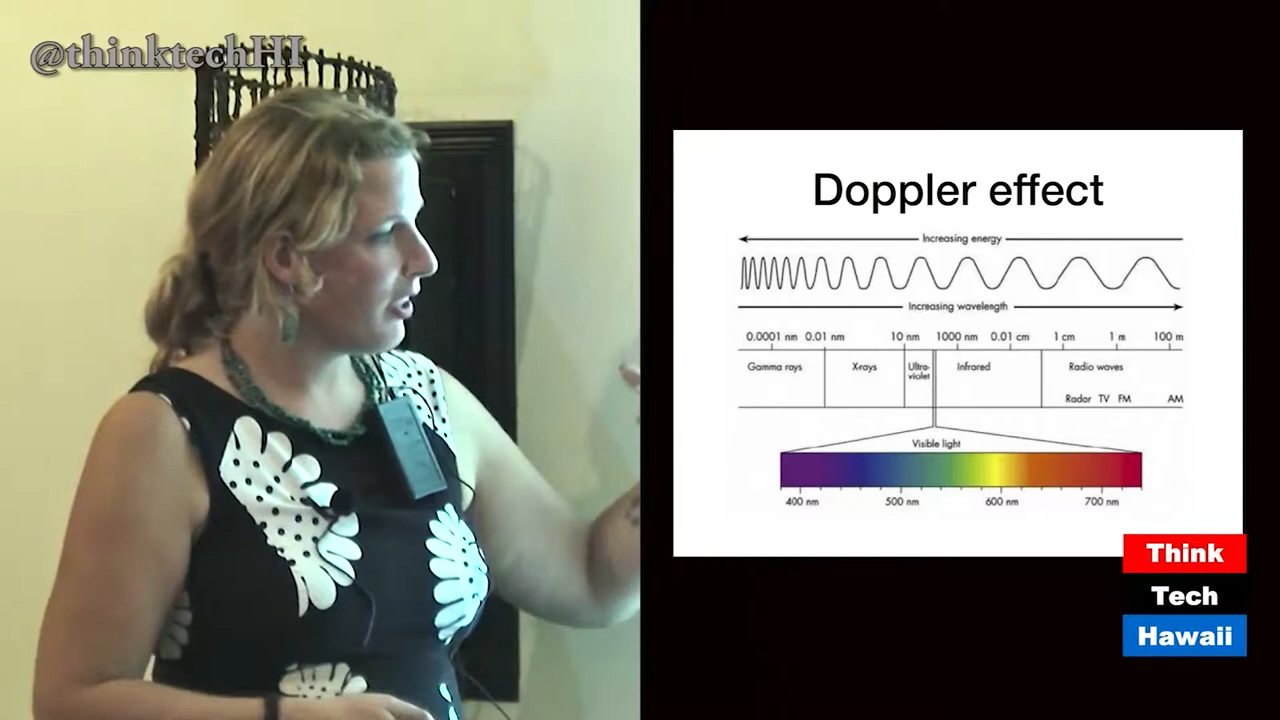 @thinktechHI
Doppler effect
Increasing energy
Increasing wavelength
0.0001 nm 0.01 nm 10 nm 1000 nm 0.01 cm 1 cm 1 m 100 m
Gamma rays X-rays Ultra-
violet Infrared Radio waves
Radar TV FM AM
Visible light
400 nm 500 nm 600 nm 700 nm
Think
Tech
Hawaii